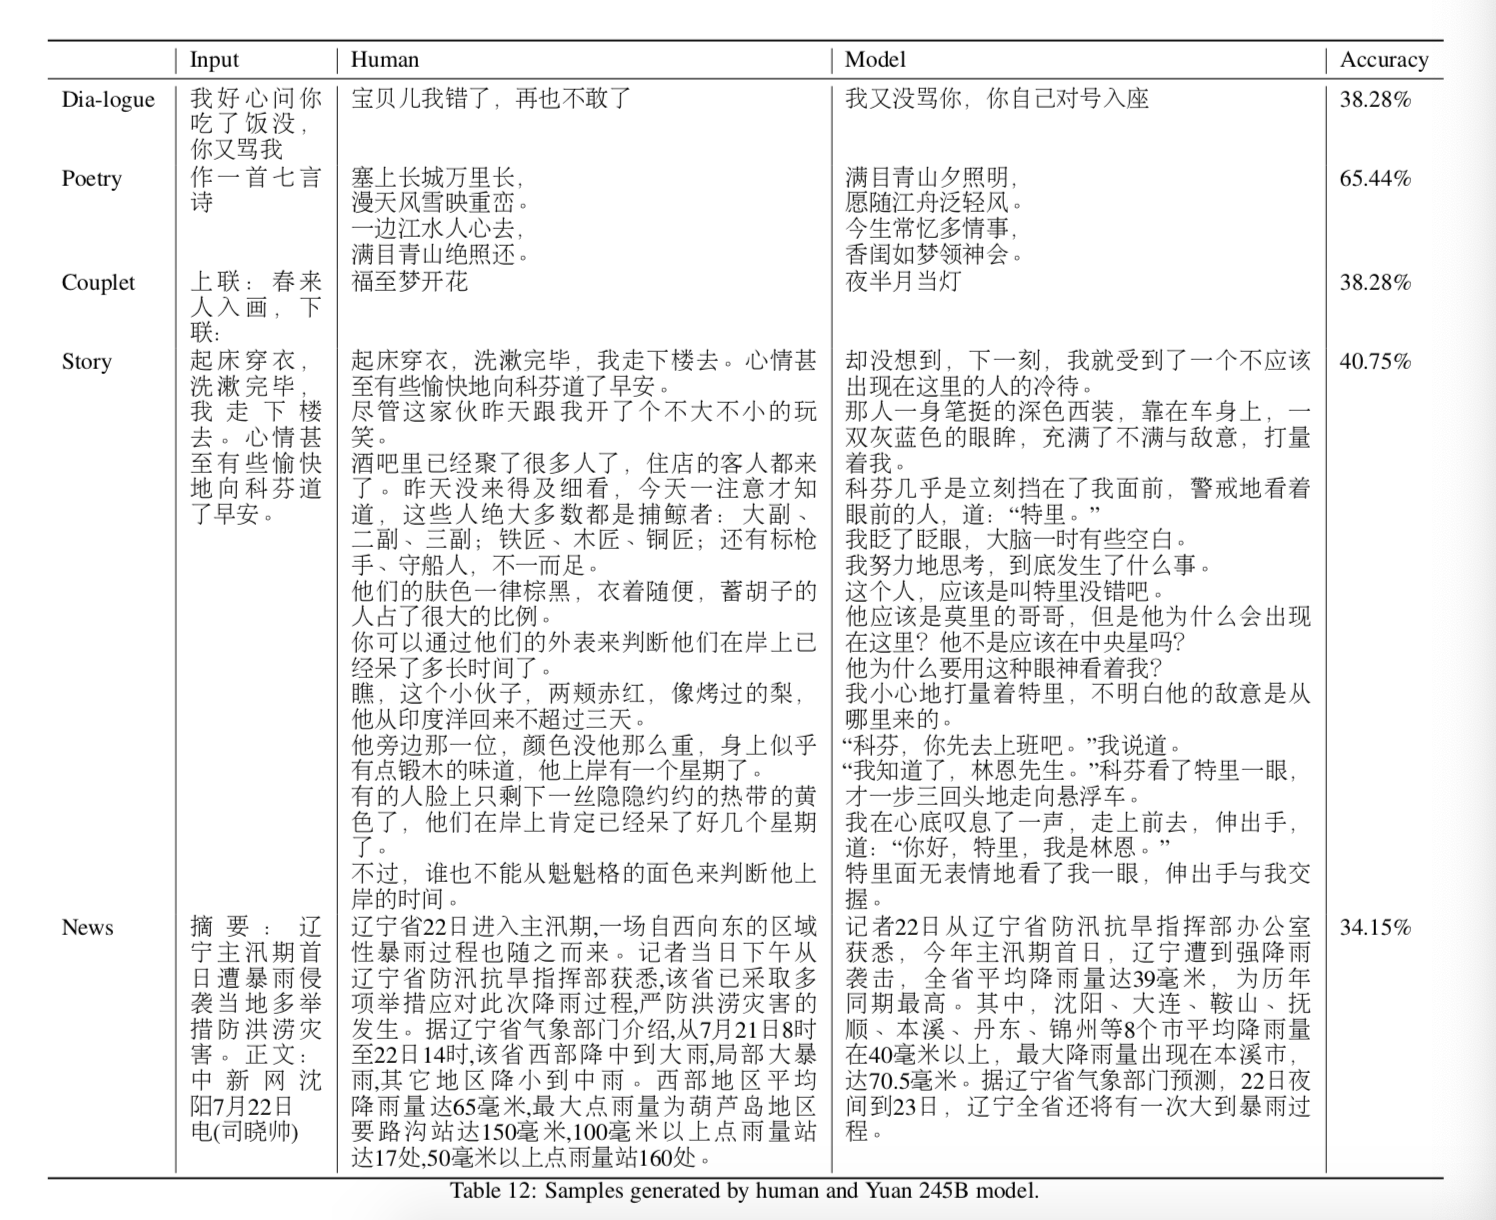 Input Human Model Accuracy
Dia-logue
我好心问你
吃了饭没，
你又骂我
宝贝儿我错了，再也不敢了
我又没骂你，你自己对号入座
38.28%
Poetry
作一首七言
诗
塞上长城万里长，
漫天风雪映重峦。
一边江水人心去，
满目青山绝照还。
满目青山夕照明，
愿随江舟泛轻风。
今生常忆多情事，
香闺如梦领神会。
65.44%
Couplet
上联：春来
人入画，下
联：
福至梦开花
夜半月当灯
38.28%
Story
起床穿衣，
洗漱完毕，
我走下楼
去。心情甚
至有些愉快
地向科芬道
了早安。
起床穿衣，洗漱完毕，我走下楼去。心情甚
至有些愉快地向科芬道了早安。
尽管这家伙昨天跟我开了个不大不小的玩
笑。
酒吧里已经聚了很多人了，住店的客人都来
了。昨天没来得及细看，今天一注意才知
道，这些人绝大多数都是捕鲸者：大副、
二副、三副；铁匠、木匠、铜匠；还有标枪
手、守船人，不一而足。
他们的肤色一律棕黑，衣着随便，蓄胡子的
人占了很大的比例。
你可以通过他们的外表来判断他们在岸上已
经呆了多长时间了。
瞧，这个小伙子，两颊赤红，像烤过的梨，
他从印度洋回来不超过三天。
他旁边那一位，颜色没他那么重，身上似乎
有点锻木的味道，他上岸有一个星期了。
有的人脸上只剩下一丝隐隐约约的热带的黄
色了，他们在岸上肯定已经呆了好几个星期
了。
不过，谁也不能从魁魁格的面色来判断他上
岸的时间。
却没想到，下一刻，我就受到了一个不应该
出现在这里的人的冷待。
那人一身笔挺的深色西装，靠在车身上，一
双灰蓝色的眼眸，充满了不满与敌意，打量
着我。
科芬几乎是立刻挡在了我面前，警戒地看着
眼前的人，道：“特里。”
我眨了眨眼，大脑一时有些空白。
我努力地思考，到底发生了什么事。
这个人，应该是叫特里没错吧。
他应该是莫里的哥哥，但是他为什么会出现
在这里？他不是应该在中央星吗？
他为什么要用这种眼神看着我？
我小心地打量着特里，不明白他的敌意是从
哪里来的。
“科芬，你先去上班吧。”我说道。
“我知道了，林恩先生。”科芬看了特里一眼，
才一步三回头地走向悬浮车。
我在心底叹息了一声，走上前去，伸出手，
道：“你好，特里，我是林恩。”
特里面无表情地看了我一眼，伸出手与我交
握。
40.75%
News
摘要：辽
宁主汛期首
日遭暴雨侵
袭当地多举
措防洪涝灾
害。正文：
中新网沈
阳7月22日
电(司晓帅)
辽宁省22日进入主汛期,一场自西向东的区域
性暴雨过程也随之而来。记者当日下午从
辽宁省防汛抗旱指挥部获悉,该省已采取多
项举措应对此次降雨过程,严防洪涝灾害的
发生。据辽宁省气象部门介绍,从7月21日8时
至22日14时,该省西部降中到大雨,局部大暴
雨,其它地区降小到中雨。西部地区平均
降雨量达65毫米,最大点雨量为葫芦岛地区
要路沟站达150毫米,100毫米以上点雨量站
达17处,50毫米以上点雨量站160处。
记者22日从辽宁省防汛抗旱指挥部办公室
获悉，今年主汛期首日，辽宁遭到强降雨
袭击，全省平均降雨量达39毫米，为历年
同期最高。其中，沈阳、大连、鞍山、抚
顺、本溪、丹东、锦州等8个市平均降雨量
在40毫米以上，最大降雨量出现在本溪市，
达70.5毫米。据辽宁省气象部门预测，22日夜
间到23日，辽宁全省还将有一次大到暴雨过
程。
34.15%
Table 12: Samples generated by human and Yuan 245B model.